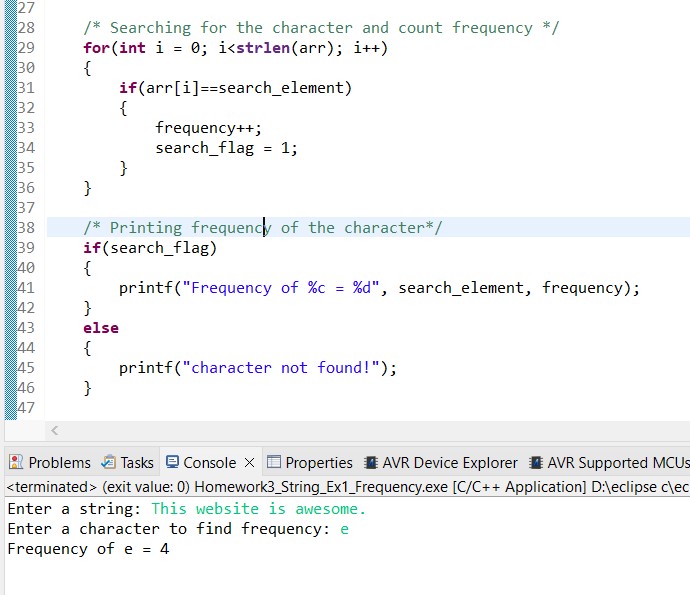 27
28 /* Searching for the character and count frequency */
29 for(int i = 0; i<strlen(arr); i++)
30 {
31 if(arr[i]==search_element)
32 {
33 frequency++;
34 search_flag = 1;
35 }
36 }
37
38 /* Printing frequency of the character*/
39 if(search_flag)
40 {
41 printf("Frequency of %c = %d", search_element, frequency);
42 }
43 else
44 {
45 printf("character not found!");
46 }
47
Problems Tasks Console Properties AVR Device Explorer AVR Supported MCUs
<terminated> (exit value: 0) Homework3_String_Ex1_Frequency.exe [C/C++ Application] D:\eclipse c\ec
Enter a string: This website is awesome.
Enter a character to find frequency: e
Frequency of e = 4